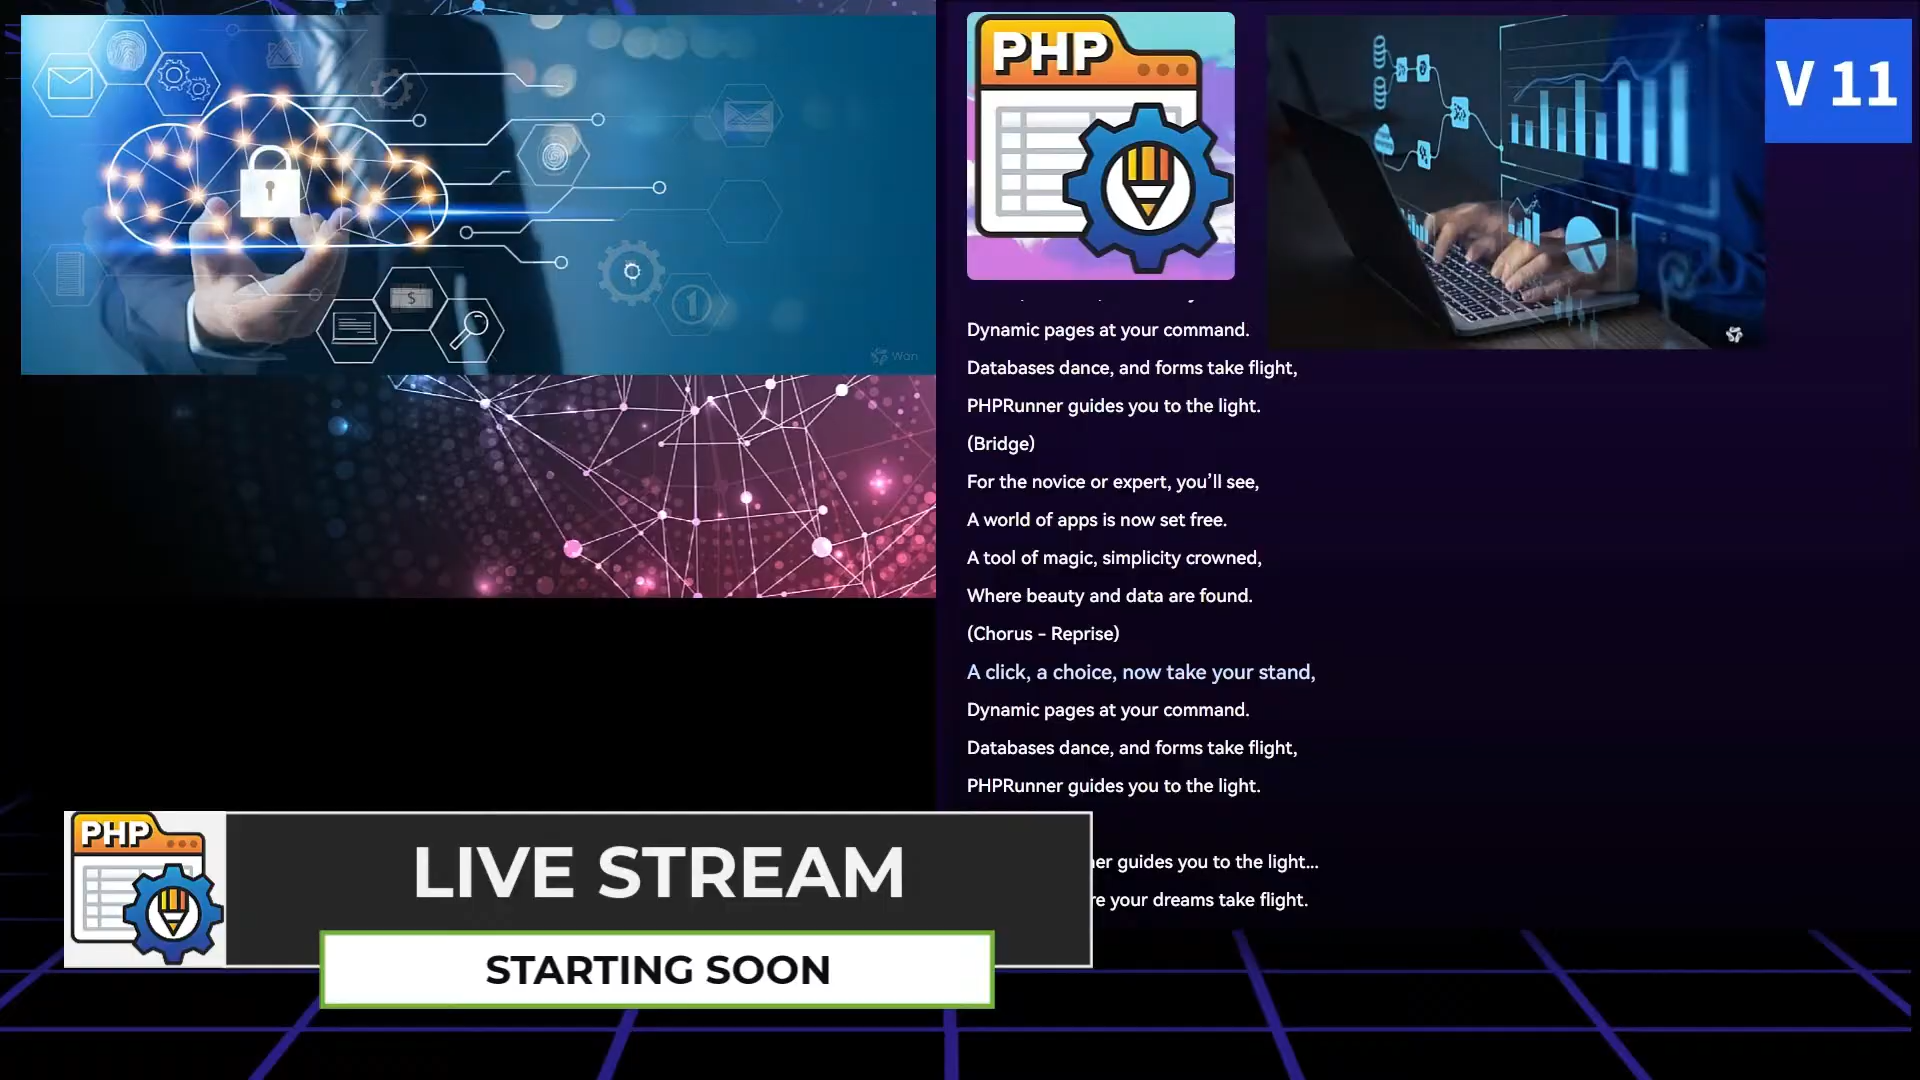 PHP
V 11
Wan
Dynamic pages at your command.
Databases dance, and forms take flight,
PHPRunner guides you to the light.
(Bridge)
For the novice or expert, you’ll see,
A world of apps is now set free.
A tool of magic, simplicity crowned,
Where beauty and data are found.
(Chorus - Reprise)
A click, a choice, now take your stand,
Dynamic pages at your command.
Databases dance, and forms take flight,
PHPRunner guides you to the light.
guides you to the light...
your dreams take flight.
PHP
LIVE STREAM
STARTING SOON